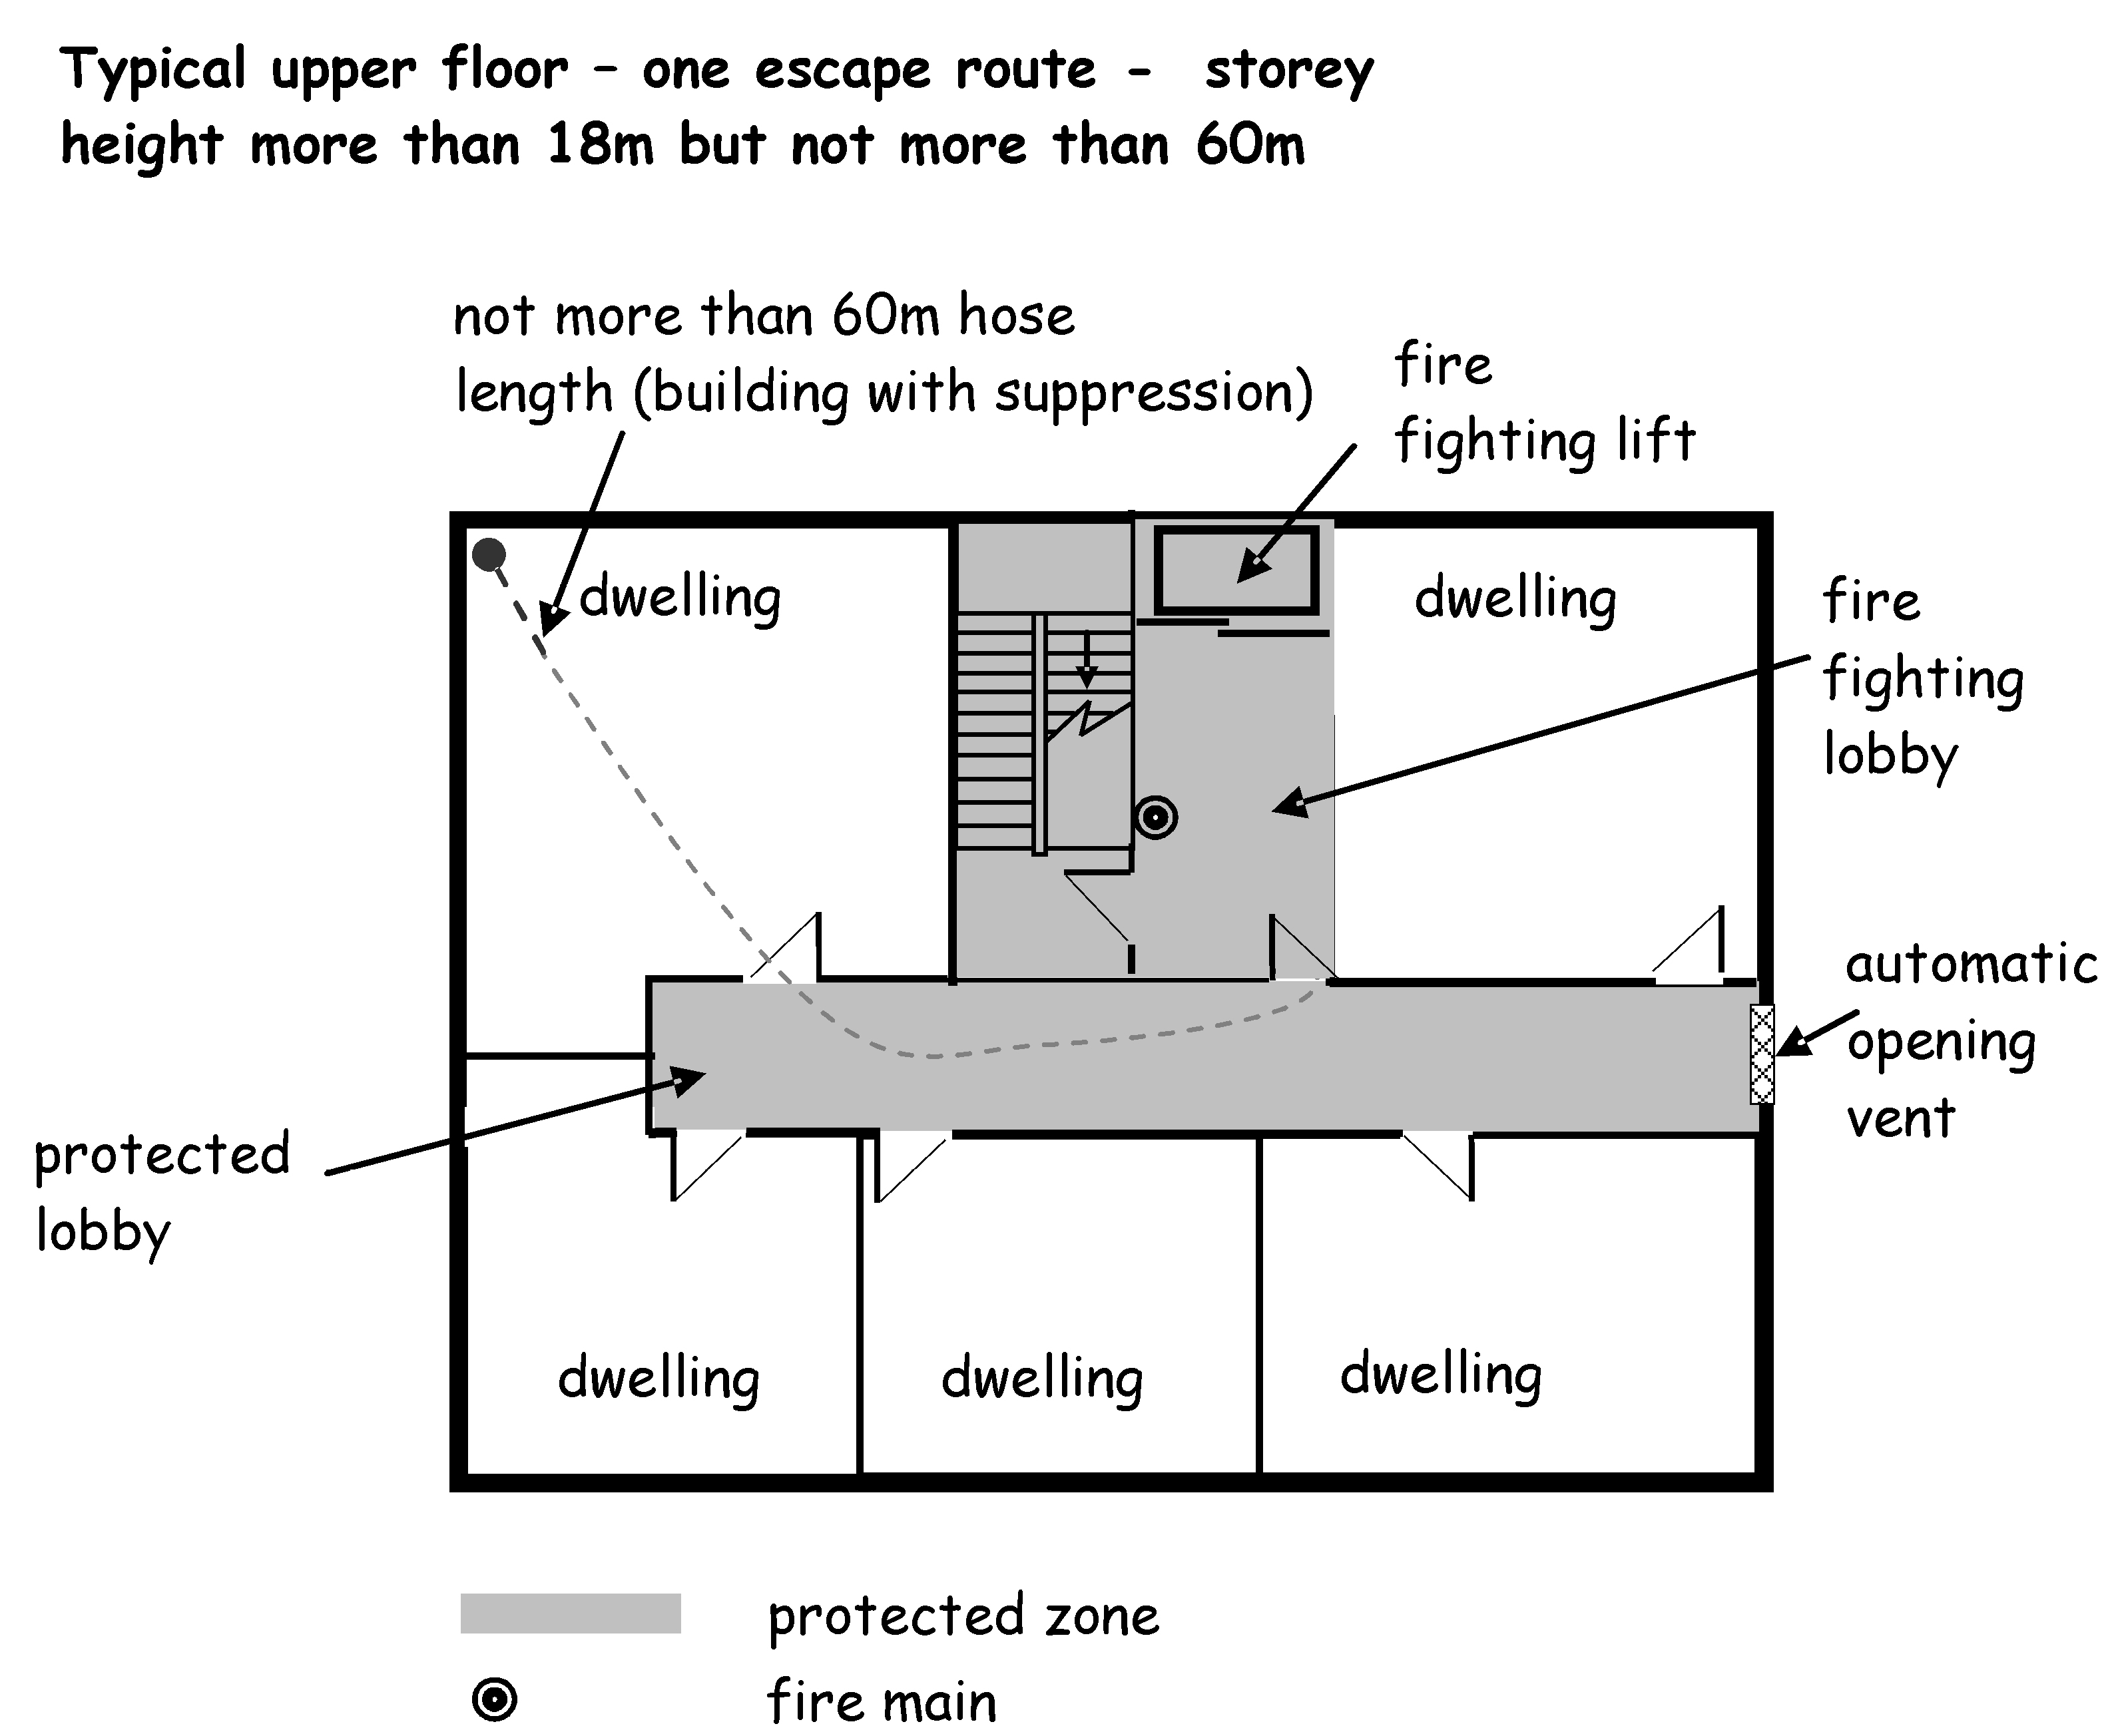 Typical upper floor – one escape route - storey
height more than 18m but not more than 60m
not more than 60m hose
length (building with suppression)
fire
fighting lift
dwelling
dwelling
fire
fighting
lobby
automatic
opening
vent
protected
lobby
dwelling
dwelling
dwelling
protected zone
fire main